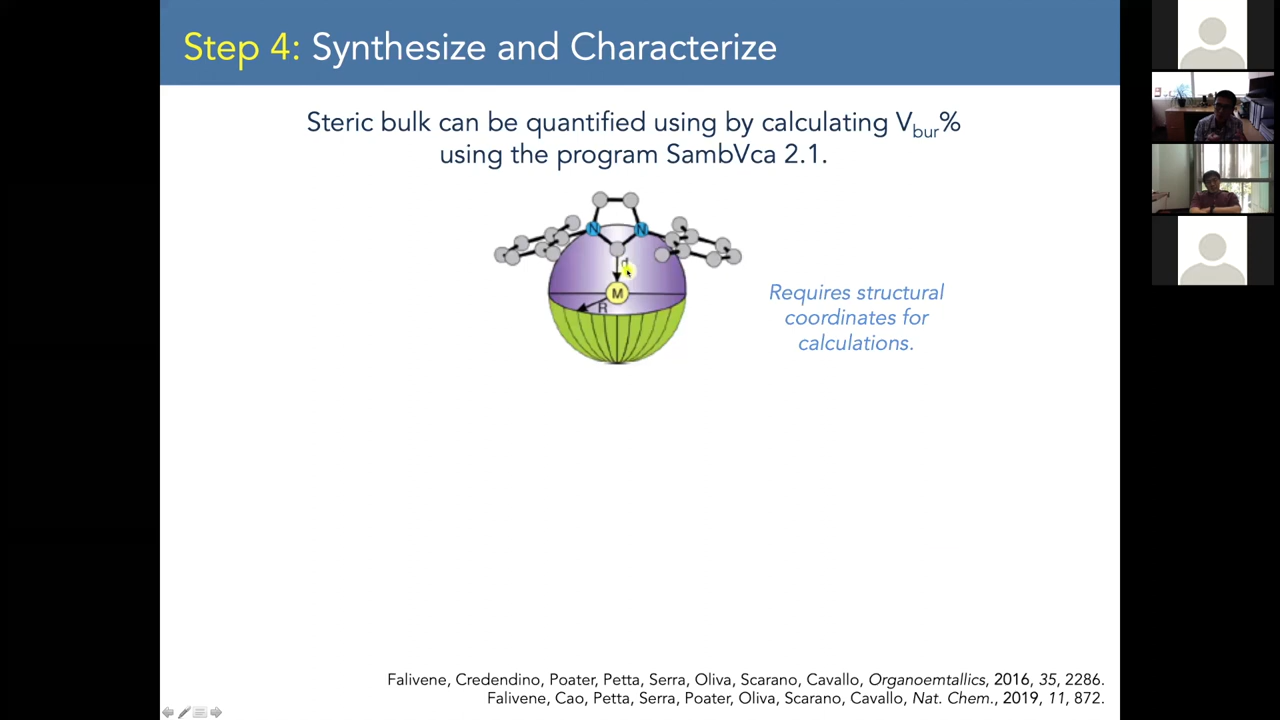 Step 4: Synthesize and Characterize
Steric bulk can be quantified using by calculating Vbur%
using the program SambVca 2.1.
N
N
d
M
R
Requires structural
coordinates for
calculations.
Falivene, Credendino, Poater, Petta, Serra, Oliva, Scarano, Cavallo, Organoemtallics, 2016, 35, 2286.
Falivene, Cao, Petta, Serra, Poater, Oliva, Scarano, Cavallo, Nat. Chem., 2019, 11, 872.